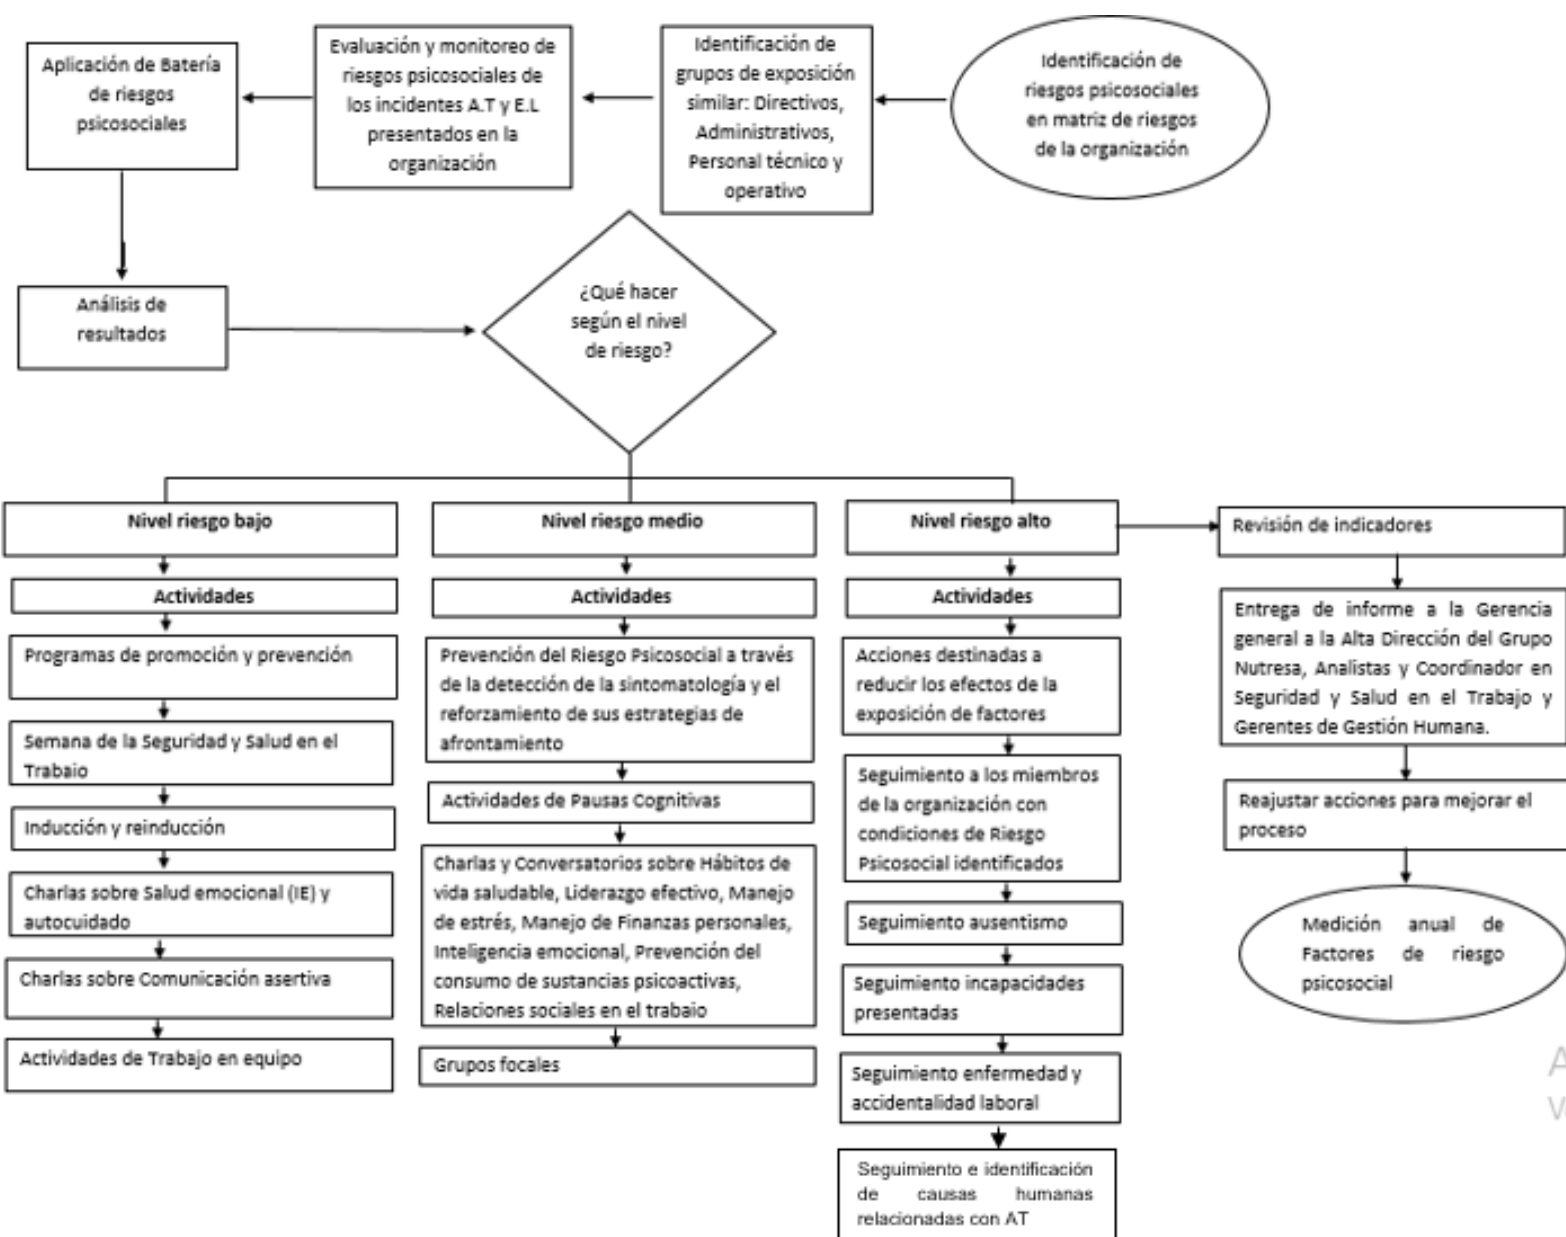 Identificación de
riesgos psicosociales
en matriz de riesgos
de la organización
Identificación de
grupos de exposición
similar: Directivos,
Administrativos,
Personal técnico y
operativo
Evaluación y monitoreo de
riesgos psicosociales de
los incidentes A.T y E.L
presentados en la
organización
Aplicación de Batería
de riesgos
psicosociales
Análisis de
resultados
¿Qué hacer
según el nivel
de riesgo?
Nivel riesgo bajo
Actividades
Programas de promoción y prevención
Semana de la Seguridad y Salud en el
Trabaio
Inducción y reinducción
Charlas sobre Salud emocional (IE) y
autocuidado
Charlas sobre Comunicación asertiva
Actividades de Trabajo en equipo
Nivel riesgo medio
Actividades
Prevención del Riesgo Psicosocial a través
de la detección de la sintomatología y el
reforzamiento de sus estrategias de
afrontamiento
Actividades de Pausas Cognitivas
Charlas y Conversatorios sobre Hábitos de
vida saludable, Liderazgo efectivo, Manejo
de estrés, Manejo de Finanzas personales,
Inteligencia emocional, Prevención del
consumo de sustancias psicoactivas,
Relaciones sociales en el trabaio
Grupos focales
Nivel riesgo alto
Actividades
Acciones destinadas a
reducir los efectos de la
exposición de factores
Seguimiento a los miembros
de la organización con
condiciones de Riesgo
Psicosocial identificados
Seguimiento ausentismo
Seguimiento incapacidades
presentadas
Seguimiento enfermedad y
accidentalidad laboral
Seguimiento e identificación
de causas humanas
relacionadas con AT
Revisión de indicadores
Entrega de informe a la Gerencia
general a la Alta Dirección del Grupo
Nutresa, Analistas y Coordinador en
Seguridad y Salud en el Trabajo y
Gerentes de Gestión Humana.
Reajustar acciones para mejorar el
proceso
Medición anual de
Factores de riesgo
psicosocial